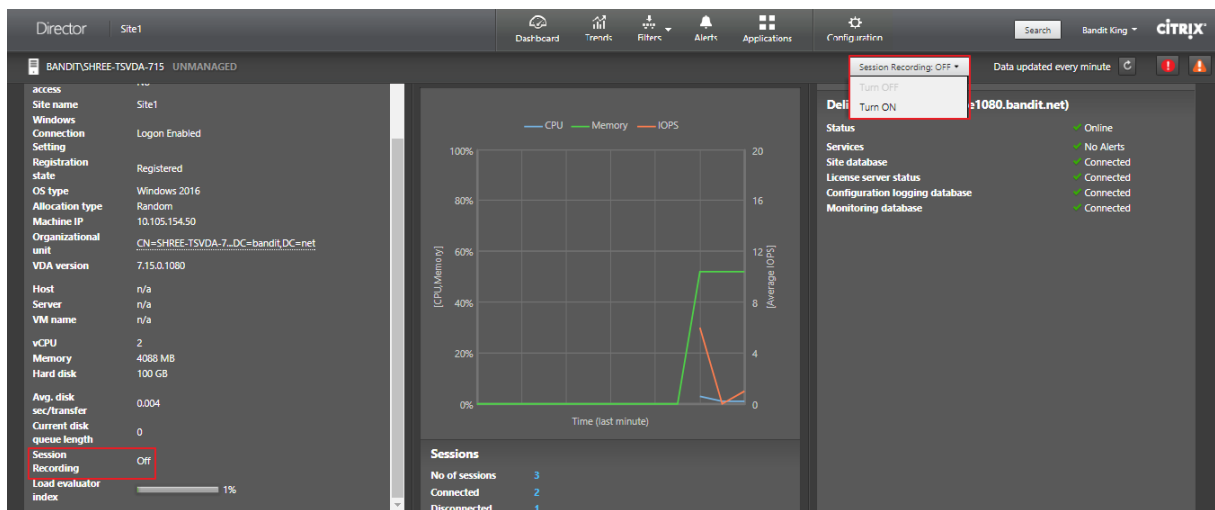 Director Site1 Dashboard Trends Filters Alerts Applications Configuration Search Bandit King CİTRIX
BANDIT\SHREE-TSVDA-715 UNMANAGED Session Recording: OFF Data updated every minute
Turn OFF
Turn ON
access No
Site name Site1
Windows
Connection Logon Enabled
Setting
Registration
state Registered
OS type Windows 2016
Allocation type Random
Machine IP 10.105.154.50
Organizational
unit CN=SHREE-TSVDA-7...DC=bandit,DC=net
VDA version 7.15.0.1080
Host n/a
Server n/a
VM name n/a
vCPU 2
Memory 4088 MB
Hard disk 100 GB
Avg. disk
sec/transfer 0.004
Current disk
queue length 0
Session
Recording Off
Load evaluator
index 1%
CPU Memory IOPS
100% 20
80% 16
60% 12
40% 8
20% 4
0% 0
[CPU,Memory]
[Average IOPS]
Time (last minute)
Sessions
No of sessions 3
Connected 2
Disconnected 1
Deli e1080.bandit.net)
Status Online
Services No Alerts
Site database Connected
License server status Connected
Configuration logging database Connected
Monitoring database Connected